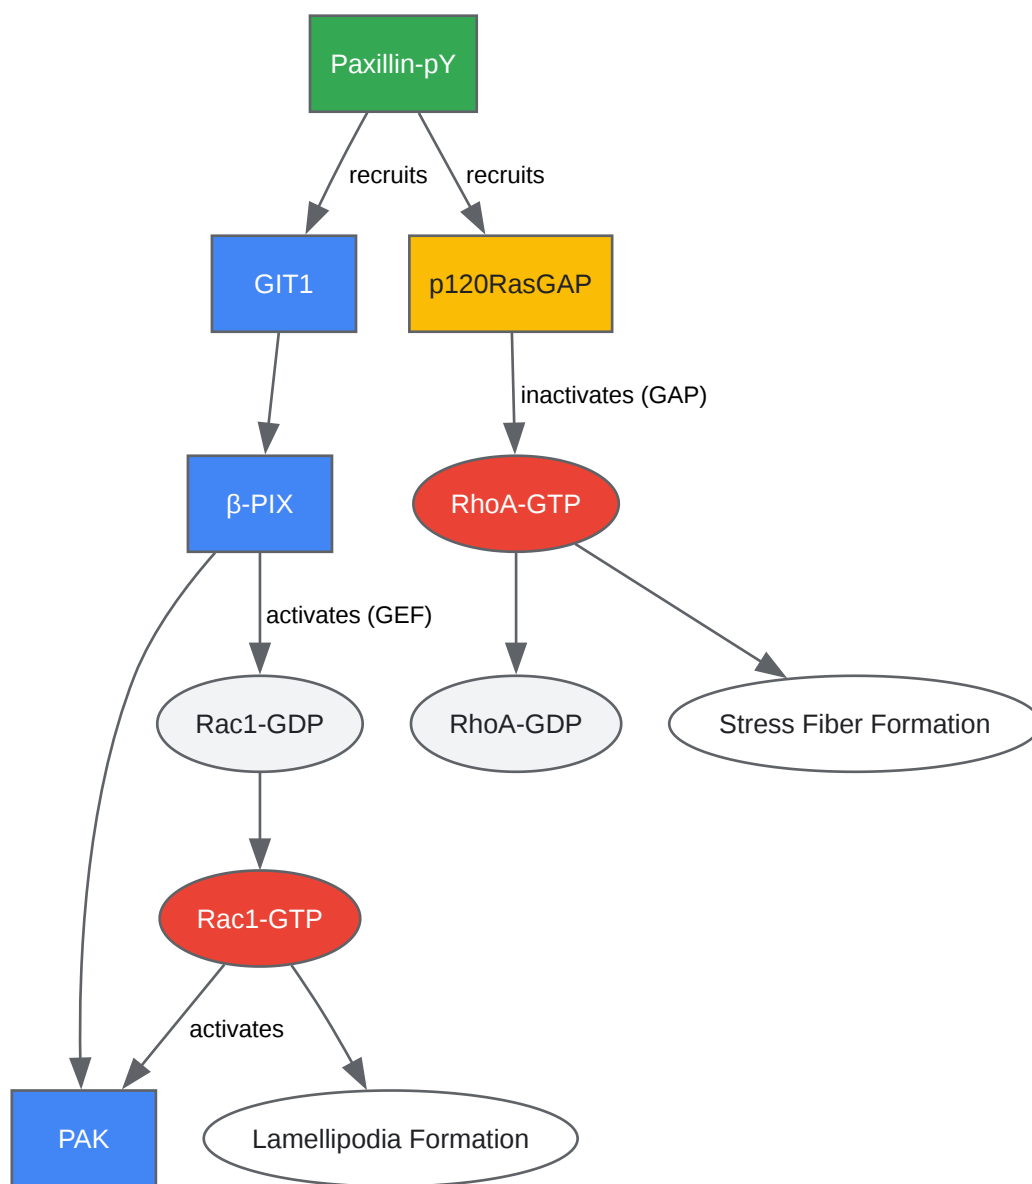 Paxillin-pY
recruits
recruits
GIT1
p120RasGAP
inactivates (GAP)
β-PIX
RhoA-GTP
activates (GEF)
Rac1-GDP
RhoA-GDP
Stress Fiber Formation
Rac1-GTP
activates
PAK
Lamellipodia Formation